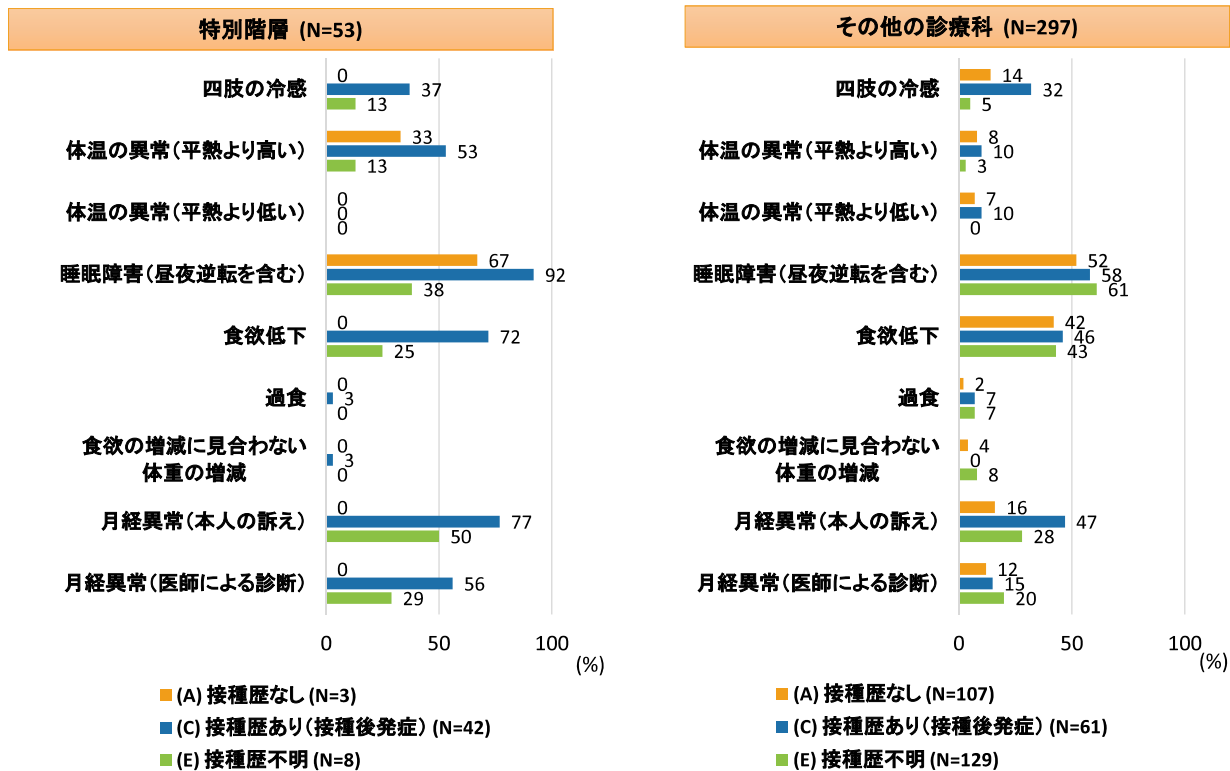 特別階層 (N=53)
四肢の冷感
0
37
13
体温の異常(平熱より高い)
33
53
13
体温の異常(平熱より低い)
0
0
0
睡眠障害(昼夜逆転を含む)
67
92
38
食欲低下
0
72
25
過食
0
3
0
食欲の増減に見合わない
体重の増減
0
3
0
月経異常(本人の訴え)
0
77
50
月経異常(医師による診断)
0
56
29
0 50 100
(%)
(A) 接種歴なし (N=3)
(C) 接種歴あり(接種後発症) (N=42)
(E) 接種歴不明 (N=8)
その他の診療科 (N=297)
四肢の冷感
14
32
5
体温の異常(平熱より高い)
8
10
3
体温の異常(平熱より低い)
7
10
0
睡眠障害(昼夜逆転を含む)
52
58
61
食欲低下
42
46
43
過食
2
7
7
食欲の増減に見合わない
体重の増減
4
0
8
月経異常(本人の訴え)
16
47
28
月経異常(医師による診断)
12
15
20
0 50 100
(%)
(A) 接種歴なし (N=107)
(C) 接種歴あり(接種後発症) (N=61)
(E) 接種歴不明 (N=129)